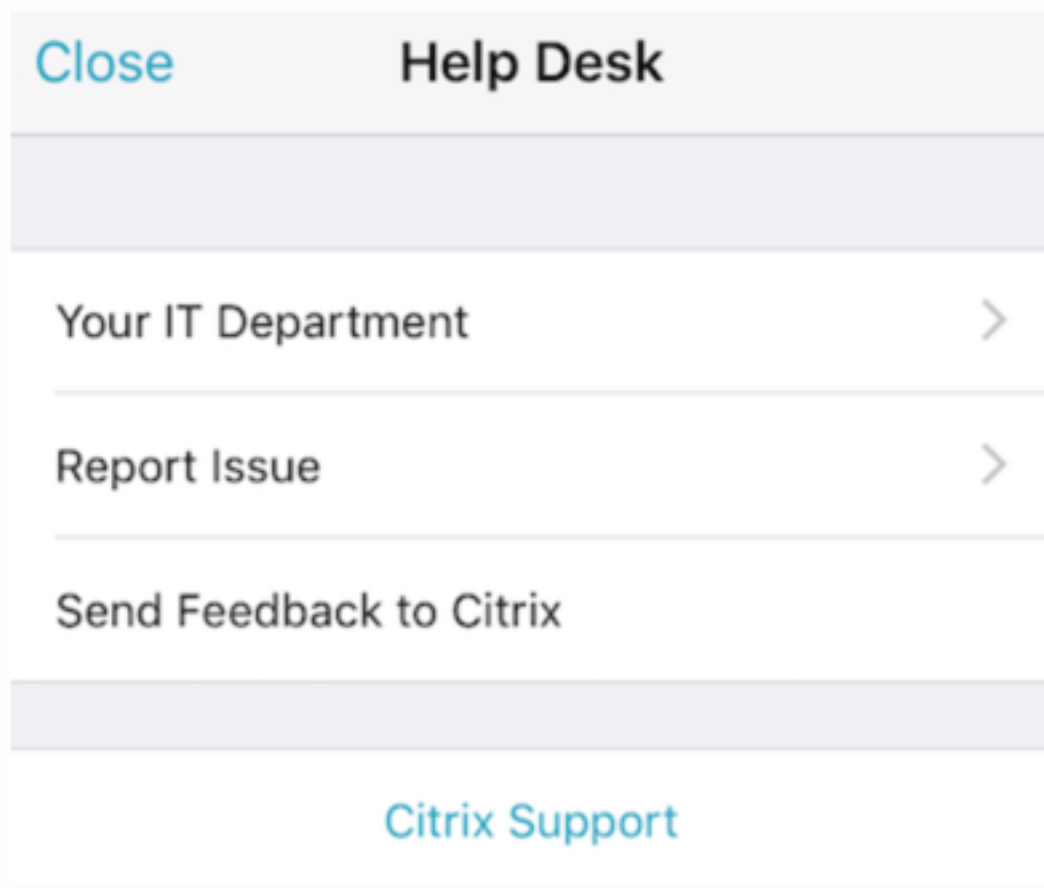 Close Help Desk
Your IT Department
Report Issue
Send Feedback to Citrix
Citrix Support